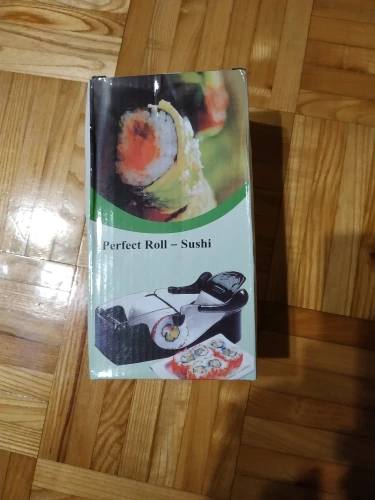 Perfect Roll – Sushi